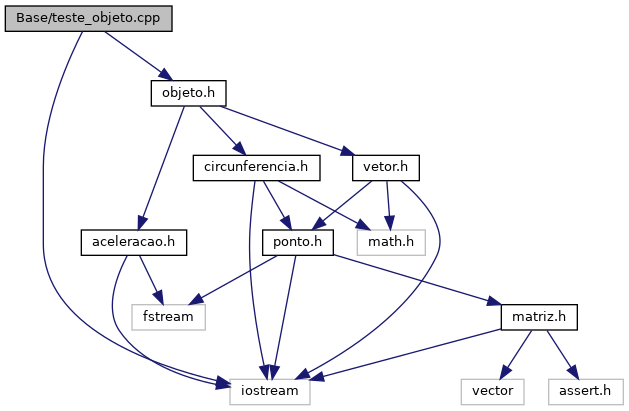 Base/teste_objeto.cpp
objeto.h
circunferencia.h
vetor.h
aceleracao.h
ponto.h
math.h
fstream
matriz.h
iostream
vector
assert.h